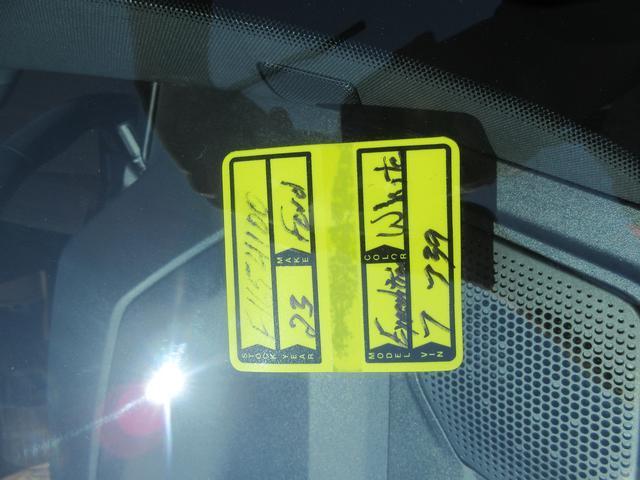 STOCK
YEAR 23 MAKE Ford
MODEL Expedition COLOR White
VIN 7 739